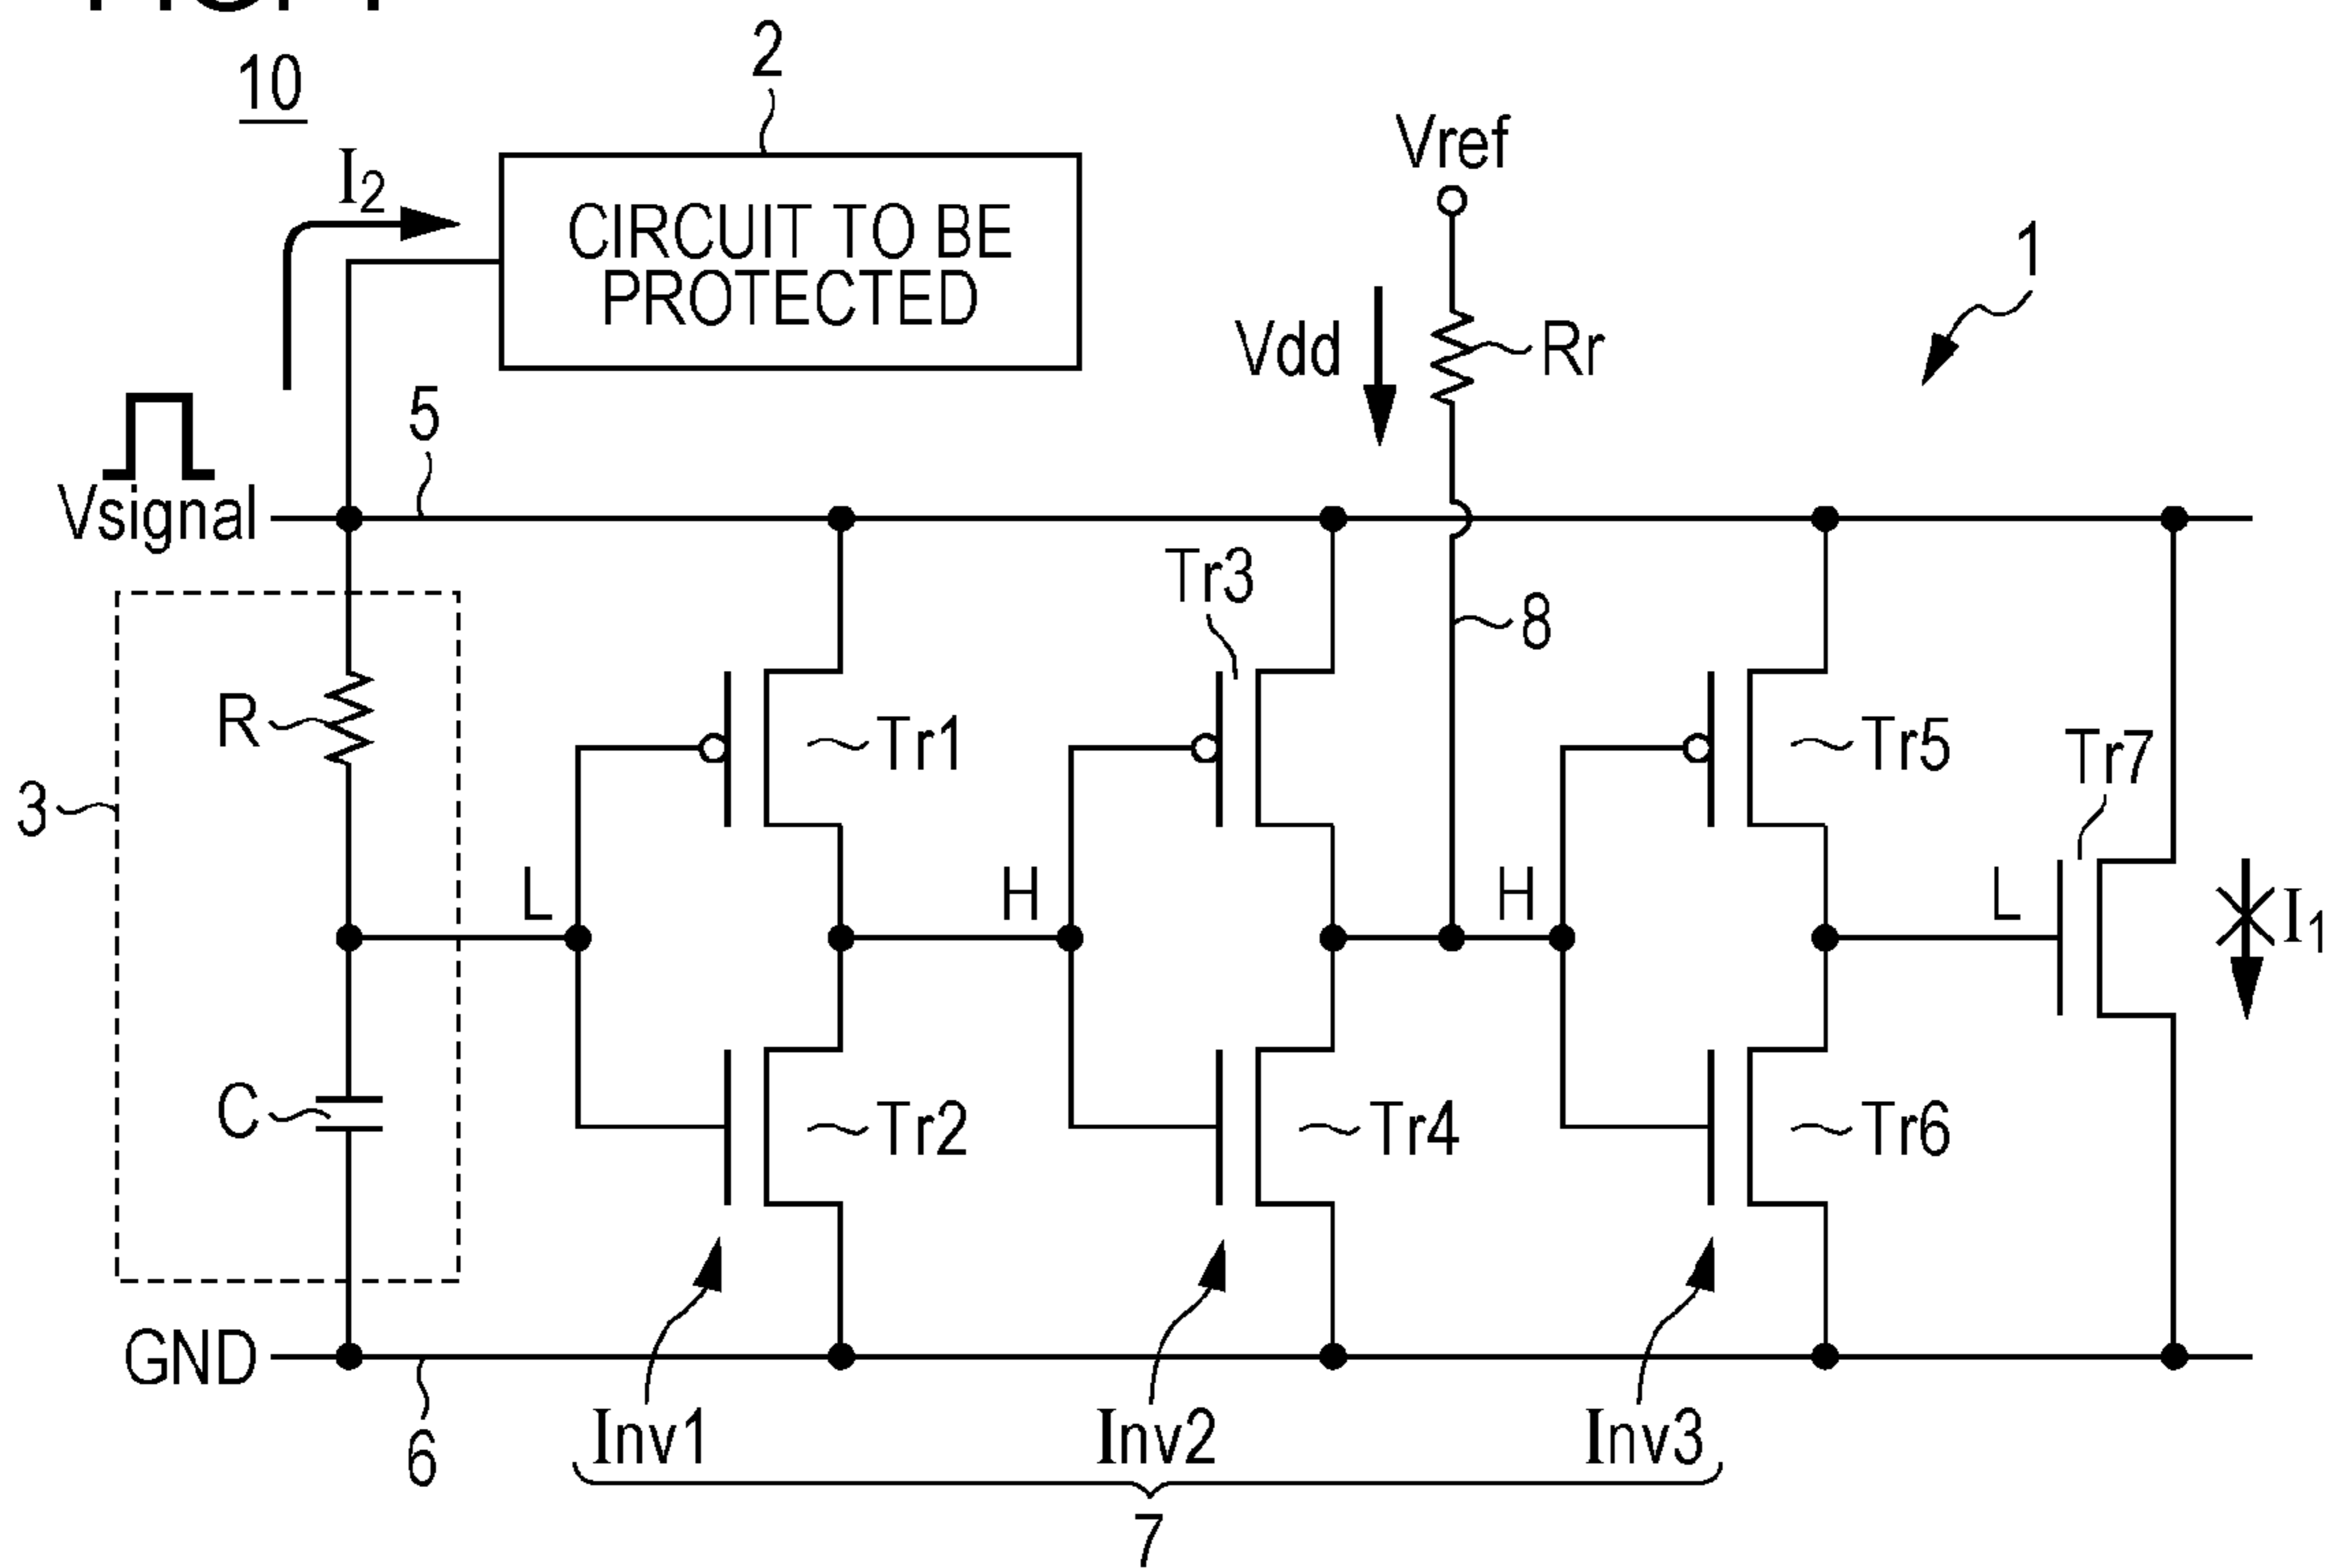 10
2
I2
CIRCUIT TO BE
PROTECTED
Vref
1
Vdd
Rr
5
Vsignal
Tr3
8
R
Tr1
Tr5
Tr7
3
L
H
H
L
I1
C
Tr2
Tr4
Tr6
GND
6
Inv1
Inv2
Inv3
7